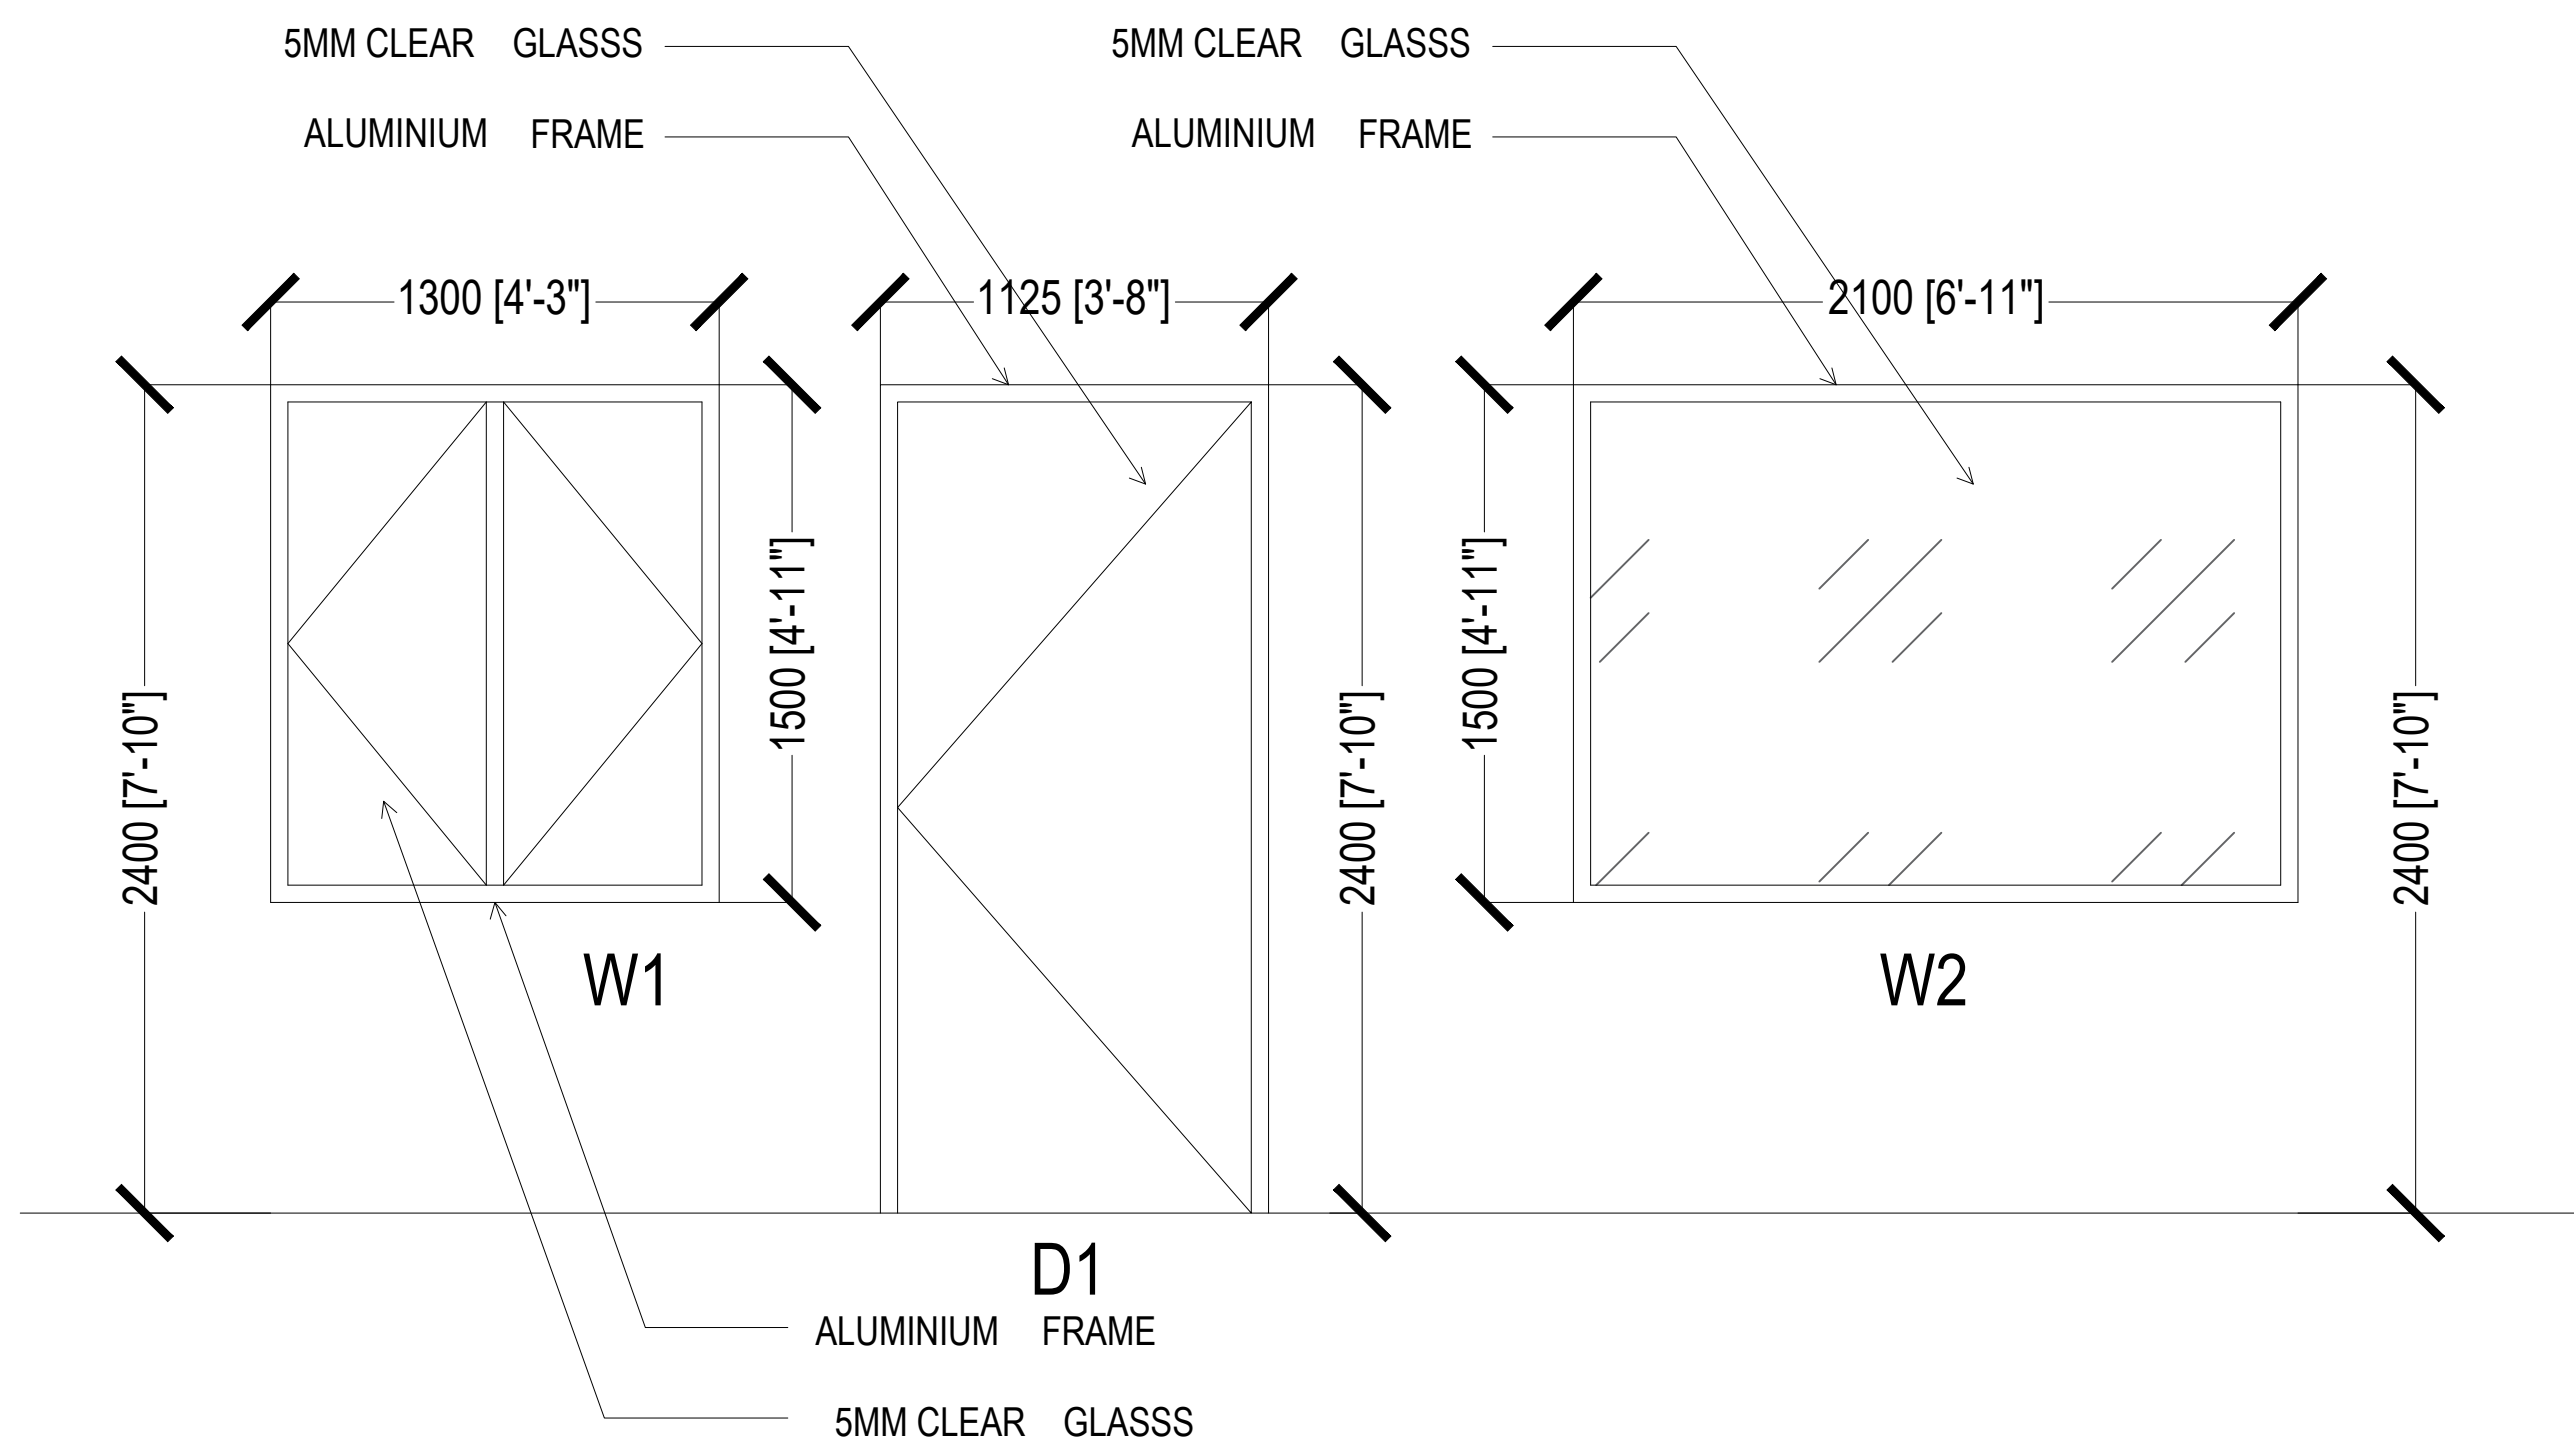 5MM CLEAR GLASSS
5MM CLEAR GLASSS
ALUMINIUM FRAME
ALUMINIUM FRAME
1300 [4'-3"]
1125 [3'-8"]
2100 [6'-11"]
1500 [4'-11"]
1500 [4'-11"]
2400 [7'-10"]
2400 [7'-10"]
2400 [7'-10"]
W1
W2
D1
ALUMINIUM FRAME
5MM CLEAR GLASSS